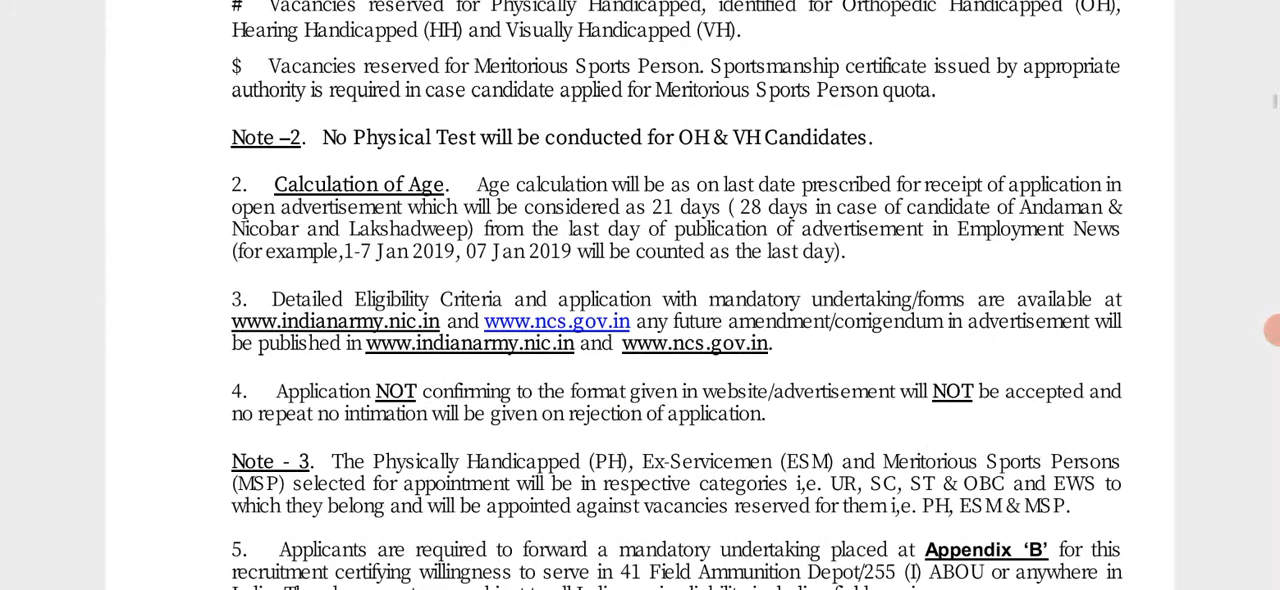 # Vacancies reserved for Physically Handicapped, identified for Orthopedic Handicapped (OH),
Hearing Handicapped (HH) and Visually Handicapped (VH).
$ Vacancies reserved for Meritorious Sports Person. Sportsmanship certificate issued by appropriate
authority is required in case candidate applied for Meritorious Sports Person quota.
Note –2. No Physical Test will be conducted for OH & VH Candidates.
2. Calculation of Age. Age calculation will be as on last date prescribed for receipt of application in
open advertisement which will be considered as 21 days ( 28 days in case of candidate of Andaman &
Nicobar and Lakshadweep) from the last day of publication of advertisement in Employment News
(for example,1-7 Jan 2019, 07 Jan 2019 will be counted as the last day).
3. Detailed Eligibility Criteria and application with mandatory undertaking/forms are available at
www.indianarmy.nic.in and www.ncs.gov.in any future amendment/corrigendum in advertisement will
be published in www.indianarmy.nic.in and www.ncs.gov.in.
4. Application NOT confirming to the format given in website/advertisement will NOT be accepted and
no repeat no intimation will be given on rejection of application.
Note - 3. The Physically Handicapped (PH), Ex-Servicemen (ESM) and Meritorious Sports Persons
(MSP) selected for appointment will be in respective categories i,e. UR, SC, ST & OBC and EWS to
which they belong and will be appointed against vacancies reserved for them i,e. PH, ESM & MSP.
5. Applicants are required to forward a mandatory undertaking placed at Appendix ‘B’ for this
recruitment certifying willingness to serve in 41 Field Ammunition Depot/255 (I) ABOU or anywhere in